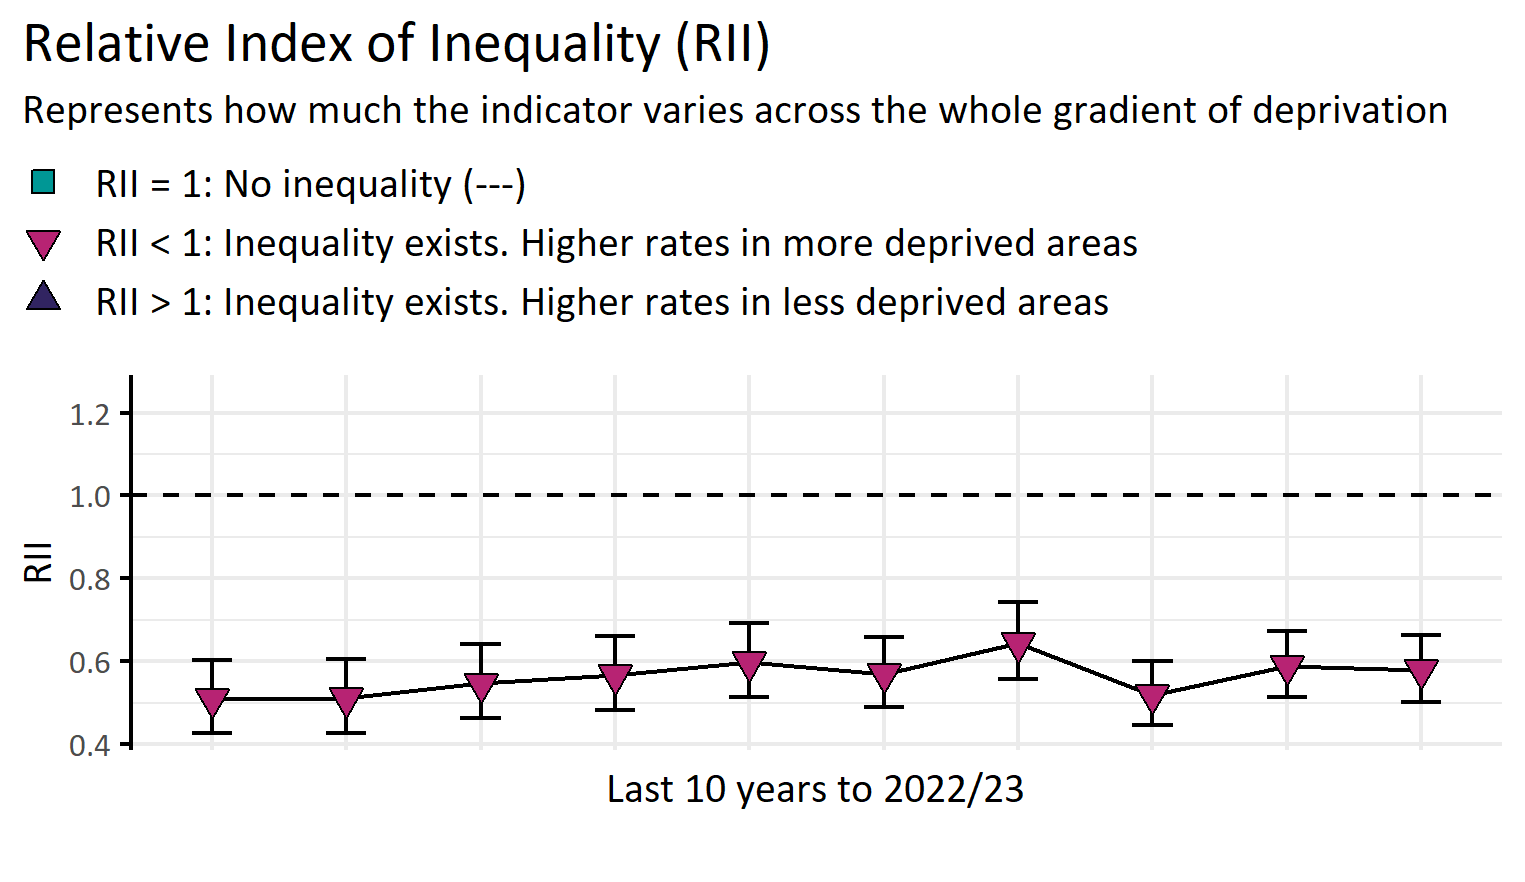 Relative Index of Inequality (RII)
Represents how much the indicator varies across the whole gradient of deprivation
RII = 1: No inequality (---)
RII < 1: Inequality exists. Higher rates in more deprived areas
RII > 1: Inequality exists. Higher rates in less deprived areas
1.2
1.0
0.8
0.6
0.4
RII
Last 10 years to 2022/23